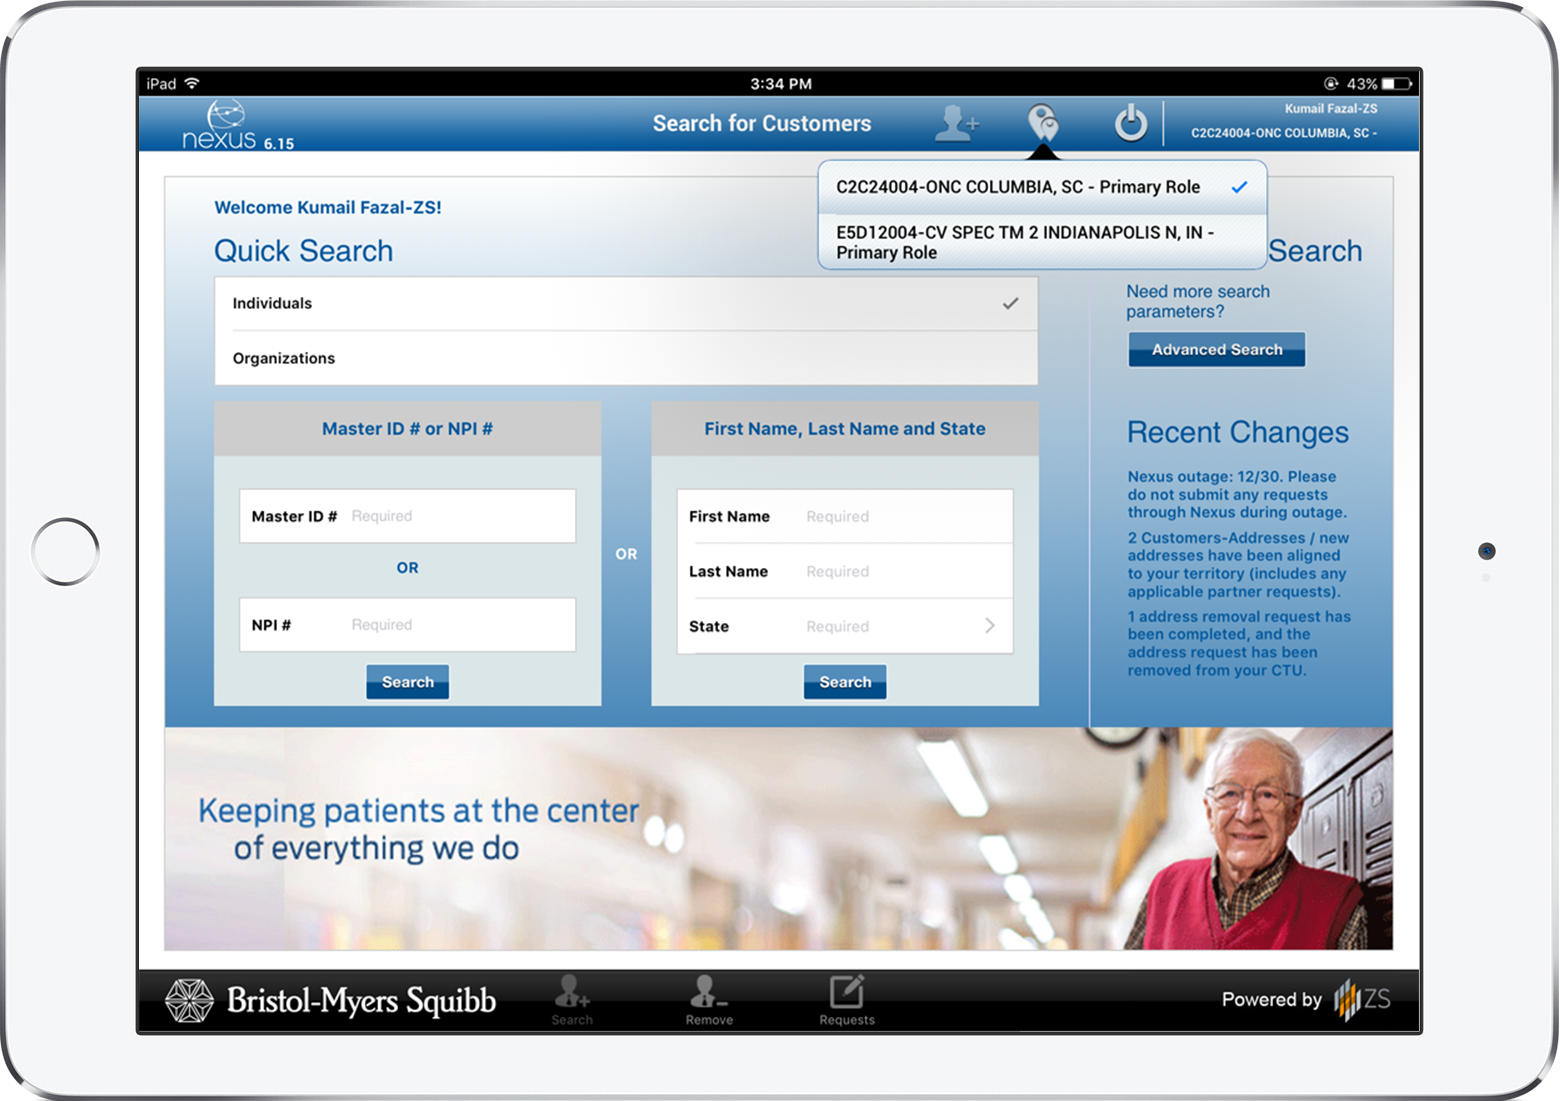 iPad
3:34 PM
43%
nexus 6.15
Search for Customers
Kumail Fazal-ZS
C2C24004-ONC COLUMBIA, SC -
C2C24004-ONC COLUMBIA, SC - Primary Role
E5D12004-CV SPEC TM 2 INDIANAPOLIS N, IN -
Primary Role
Welcome Kumail Fazal-ZS!
Quick Search
Individuals
Organizations
Master ID # or NPI #
Master ID # Required
OR
NPI # Required
Search
OR
First Name, Last Name and State
First Name Required
Last Name Required
State Required
Search
Search
Need more search
parameters?
Advanced Search
Recent Changes
Nexus outage: 12/30. Please
do not submit any requests
through Nexus during outage.
2 Customers-Addresses / new
addresses have been aligned
to your territory (includes any
applicable partner requests).
1 address removal request has
been completed, and the
address request has been
removed from your CTU.
Keeping patients at the center
of everything we do
Bristol-Myers Squibb
Search
Remove
Requests
Powered by ZS